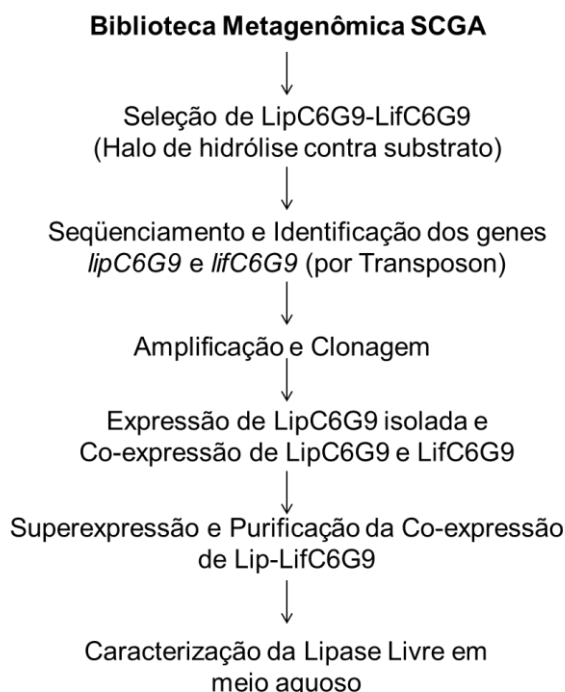 Biblioteca Metagenômica SCGA
Seleção de LipC6G9-LifC6G9
(Halo de hidrólise contra substrato)
Seqüenciamento e Identificação dos genes
lipC6G9 e lifC6G9 (por Transposon)
Amplificação e Clonagem
Expressão de LipC6G9 isolada e
Co-expressão de LipC6G9 e LifC6G9
Superexpressão e Purificação da Co-expressão
de Lip-LifC6G9
Caracterização da Lipase Livre em
meio aquoso